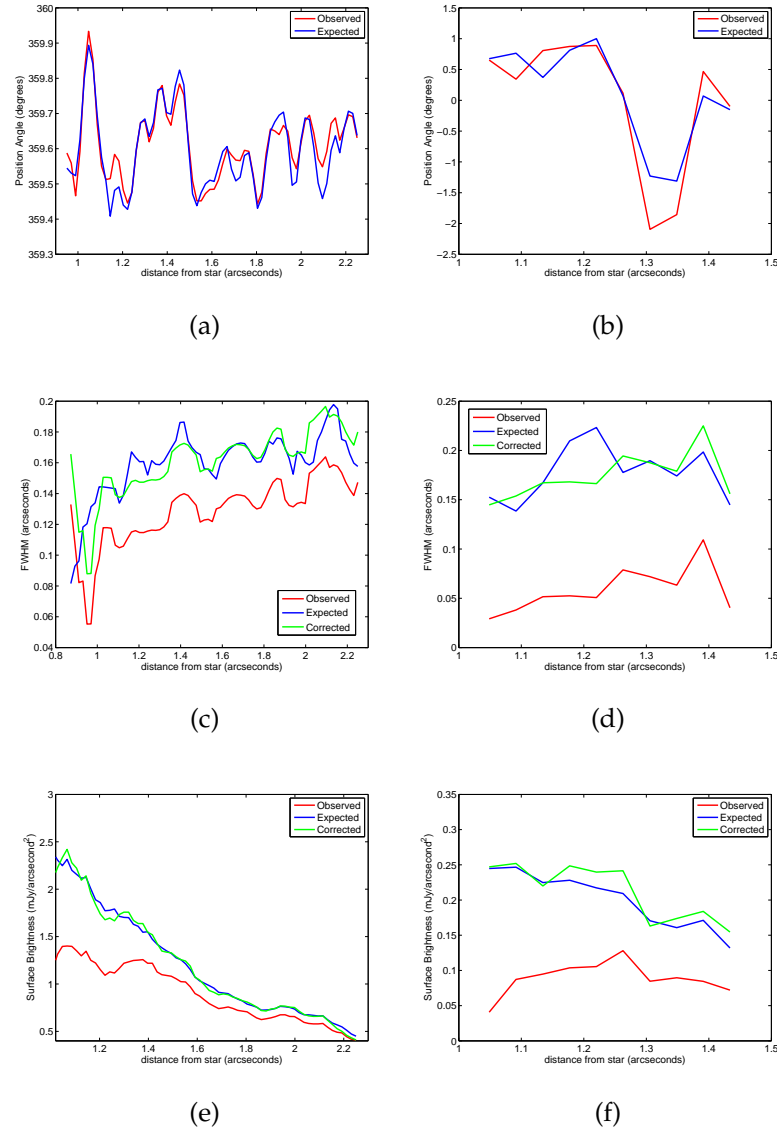 360
359.9
359.8
359.7
359.6
359.5
359.4
359.3
1 1.2 1.4 1.6 1.8 2 2.2
distance from star (arcseconds)
Position Angle (degrees)
Observed
Expected
(a)
1.5
1
0.5
0
−0.5
−1
−1.5
−2
−2.5
1 1.1 1.2 1.3 1.4 1.5
distance from star (arcseconds)
Position Angle (degrees)
Observed
Expected
(b)
0.2
0.18
0.16
0.14
0.12
0.1
0.08
0.06
0.04
0.8 1 1.2 1.4 1.6 1.8 2 2.2
distance from star (arcseconds)
FWHM (arcseconds)
Observed
Expected
Corrected
(c)
0.25
0.2
0.15
0.1
0.05
0
1 1.1 1.2 1.3 1.4 1.5
distance from star (arcseconds)
FWHM (arcseconds)
Observed
Expected
Corrected
(d)
3
2.5
2
1.5
1
0.5
1.2 1.4 1.6 1.8 2 2.2
distance from star (arcseconds)
Surface Brightness (mJy/arcsecond²)
Observed
Expected
Corrected
(e)
0.35
0.3
0.25
0.2
0.15
0.1
0.05
0
1 1.1 1.2 1.3 1.4 1.5
distance from star (arcseconds)
Surface Brightness (mJy/arcsecond²)
Observed
Expected
Corrected
(f)